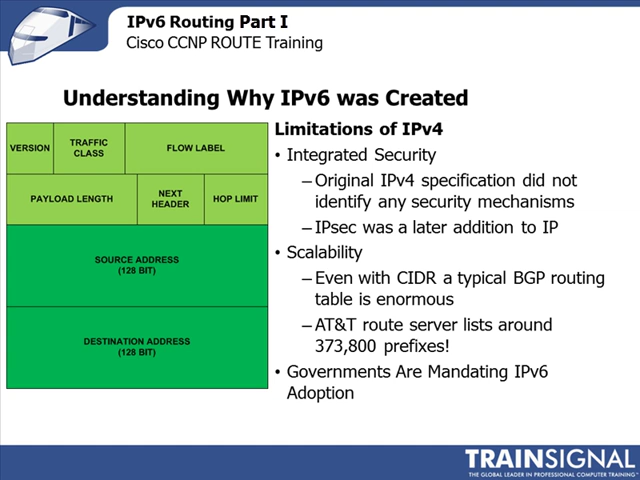 IPv6 Routing Part I
Cisco CCNP ROUTE Training
Understanding Why IPv6 was Created
VERSION
TRAFFIC
CLASS
FLOW LABEL
PAYLOAD LENGTH
NEXT
HEADER
HOP LIMIT
SOURCE ADDRESS
(128 BIT)
DESTINATION ADDRESS
(128 BIT)
Limitations of IPv4
• Integrated Security
– Original IPv4 specification did not
identify any security mechanisms
– IPsec was a later addition to IP
• Scalability
– Even with CIDR a typical BGP routing
table is enormous
– AT&T route server lists around
373,800 prefixes!
• Governments Are Mandating IPv6
Adoption
TRAINSIGNAL
THE GLOBAL LEADER IN PROFESSIONAL COMPUTER TRAINING